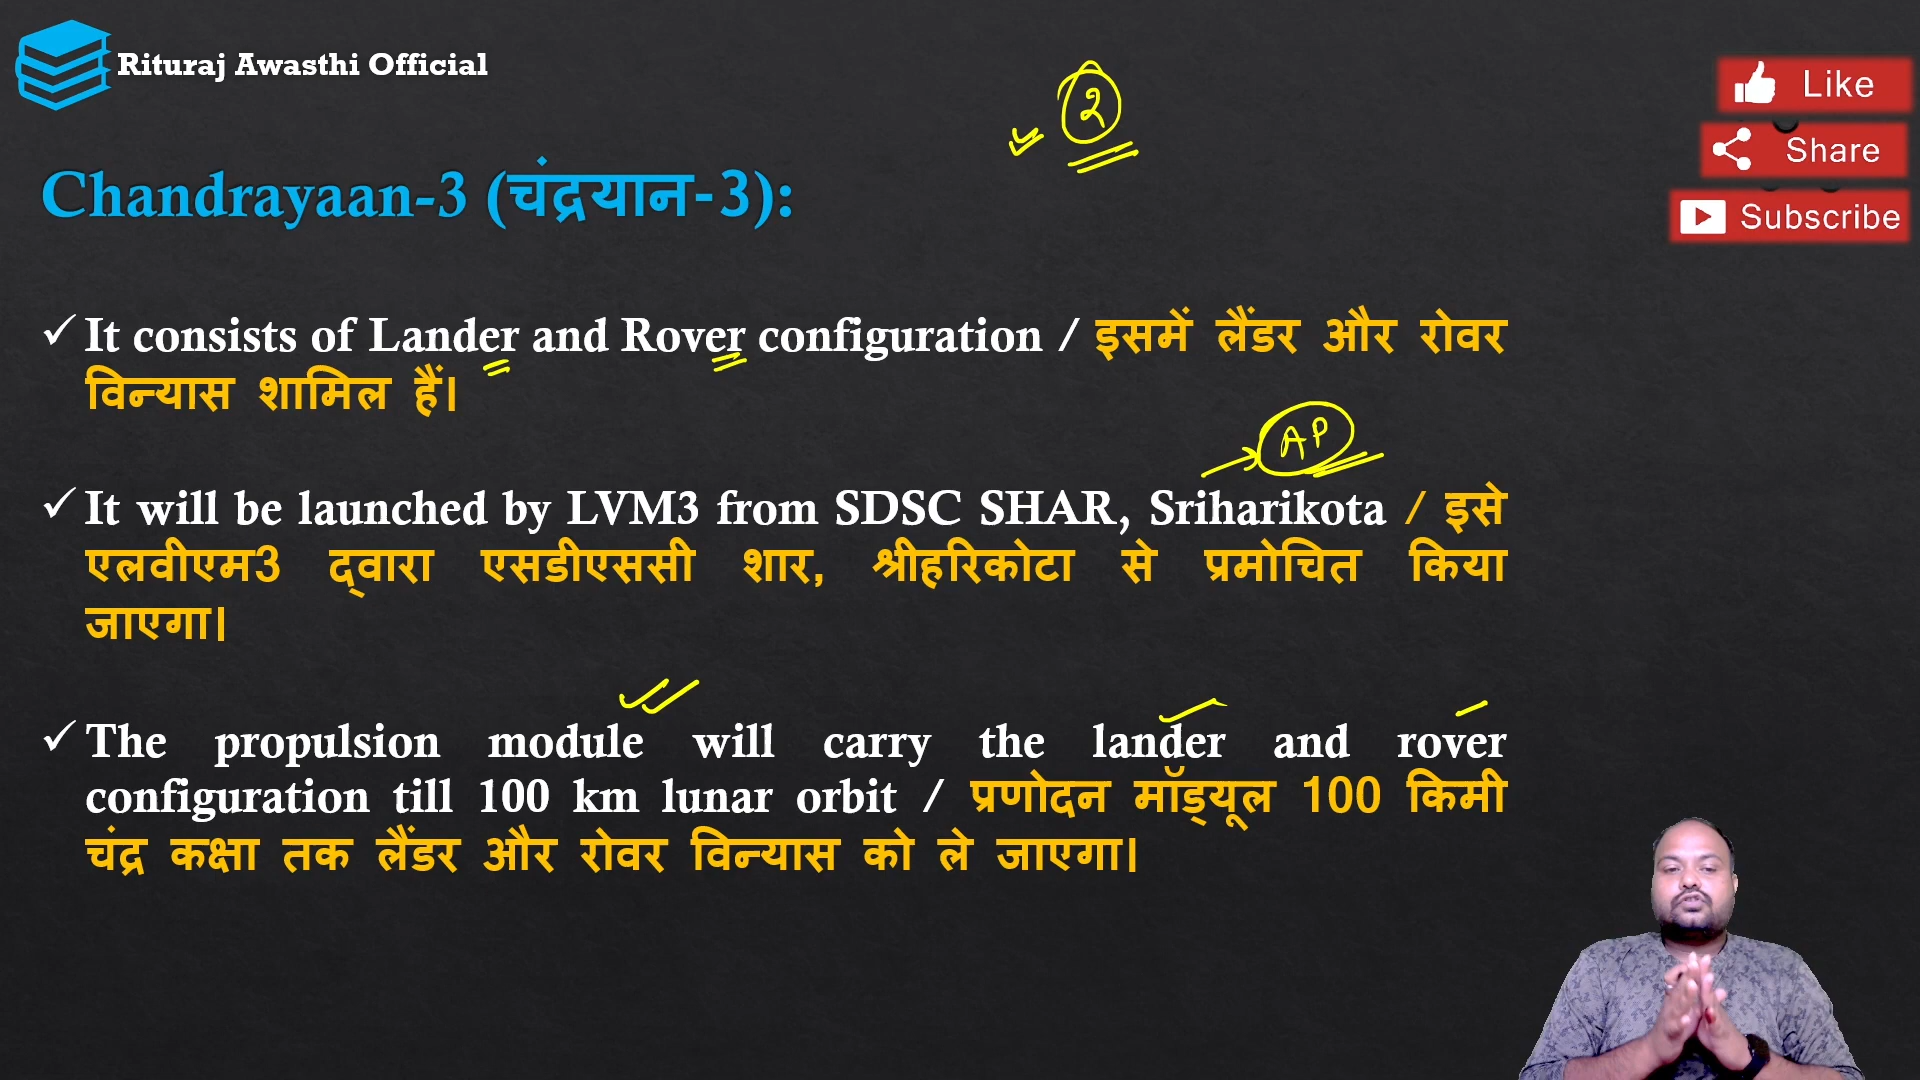 Rituraj Awasthi Official
2
Like
Share
Subscribe
Chandrayaan-3 (चंद्रयान-3):
✓ It consists of Lander and Rover configuration / इसमें लैंडर और रोवर
विन्यास शामिल हैं।
AP
✓ It will be launched by LVM3 from SDSC SHAR, Sriharikota / इसे
एलवीएम3 द्वारा एसडीएससी शार, श्रीहरिकोटा से प्रमोचित किया
जाएगा।
✓ The propulsion module will carry the lander and rover
configuration till 100 km lunar orbit / प्रणोदन मॉड्यूल 100 किमी
चंद्र कक्षा तक लैंडर और रोवर विन्यास को ले जाएगा।